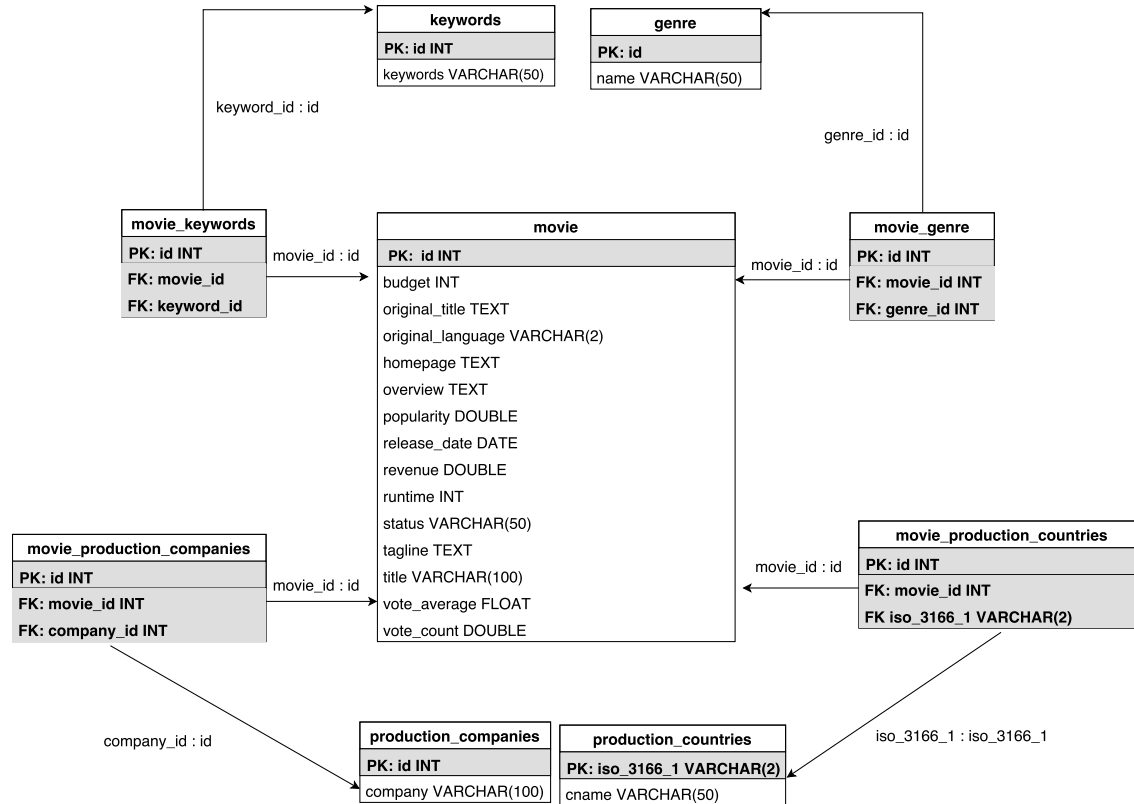 keywords
PK: id INT
keywords VARCHAR(50)
genre
PK: id
name VARCHAR(50)
keyword_id : id
genre_id : id
movie_keywords
PK: id INT
FK: movie_id
FK: keyword_id
movie_id : id
movie
PK: id INT
budget INT
original_title TEXT
original_language VARCHAR(2)
homepage TEXT
overview TEXT
popularity DOUBLE
release_date DATE
revenue DOUBLE
runtime INT
status VARCHAR(50)
tagline TEXT
title VARCHAR(100)
vote_average FLOAT
vote_count DOUBLE
movie_id : id
movie_genre
PK: id INT
FK: movie_id INT
FK: genre_id INT
movie_production_companies
PK: id INT
FK: movie_id INT
FK: company_id INT
movie_id : id
movie_id : id
movie_production_countries
PK: id INT
FK: movie_id INT
FK iso_3166_1 VARCHAR(2)
company_id : id
production_companies
PK: id INT
company VARCHAR(100)
production_countries
PK: iso_3166_1 VARCHAR(2)
cname VARCHAR(50)
iso_3166_1 : iso_3166_1